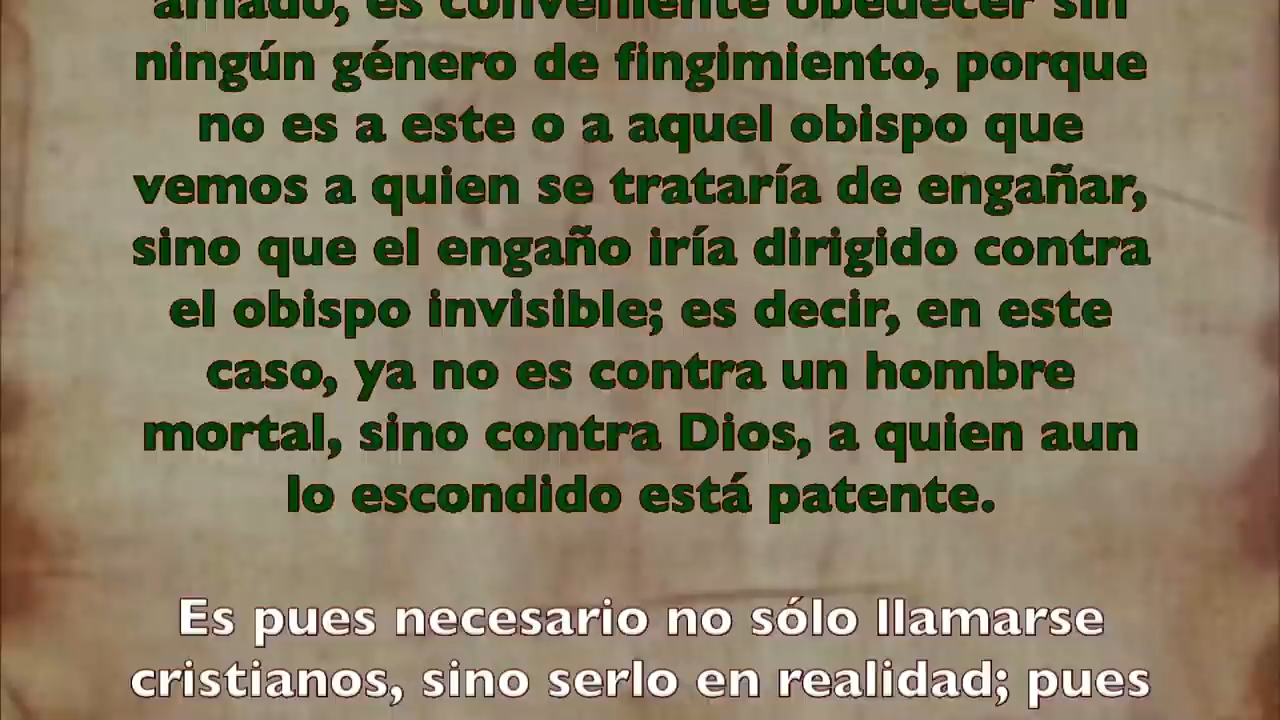 amado, es conveniente obedecer sin
ningún género de fingimiento, porque
no es a este o a aquel obispo que
vemos a quien se trataría de engañar,
sino que el engaño iría dirigido contra
el obispo invisible; es decir, en este
caso, ya no es contra un hombre
mortal, sino contra Dios, a quien aun
lo escondido está patente.
Es pues necesario no sólo llamarse
cristianos, sino serlo en realidad; pues